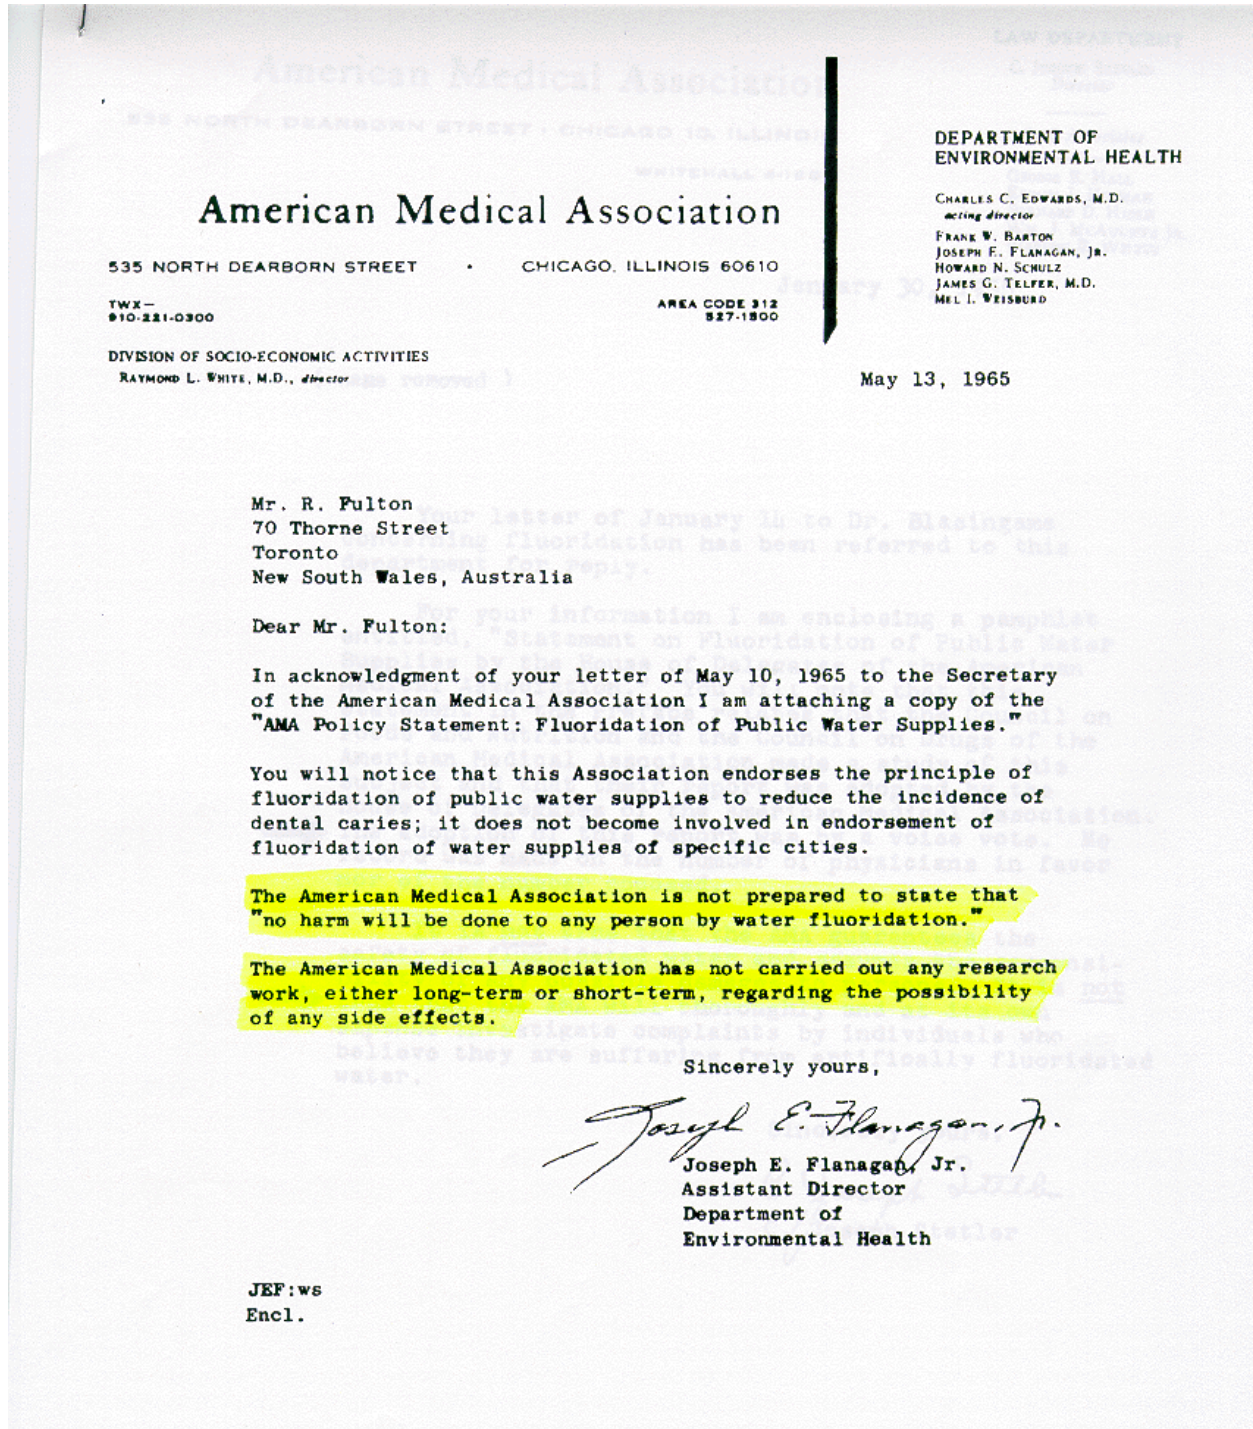 American Medical Association
535 NORTH DEARBORN STREET • CHICAGO, ILLINOIS 60610
TWX—
910-221-0300
AREA CODE 312
527-1500
DIVISION OF SOCIO-ECONOMIC ACTIVITIES
RAYMOND L. WHITE, M.D., director
DEPARTMENT OF
ENVIRONMENTAL HEALTH
CHARLES C. EDWARDS, M.D.
acting director
FRANK W. BARTON
JOSEPH E. FLANAGAN, JR.
HOWARD N. SCHULZ
JAMES G. TELFER, M.D.
MEL I. WEISBURD
May 13, 1965
Mr. R. Fulton
70 Thorne Street
Toronto
New South Wales, Australia
Dear Mr. Fulton:
In acknowledgment of your letter of May 10, 1965 to the Secretary
of the American Medical Association I am attaching a copy of the
"AMA Policy Statement: Fluoridation of Public Water Supplies."
You will notice that this Association endorses the principle of
fluoridation of public water supplies to reduce the incidence of
dental caries; it does not become involved in endorsement of
fluoridation of water supplies of specific cities.
The American Medical Association is not prepared to state that
"no harm will be done to any person by water fluoridation."
The American Medical Association has not carried out any research
work, either long-term or short-term, regarding the possibility
of any side effects.
Sincerely yours,
Joseph E. Flanagan, Jr.
Joseph E. Flanagan, Jr.
Assistant Director
Department of
Environmental Health
JEF:ws
Encl.